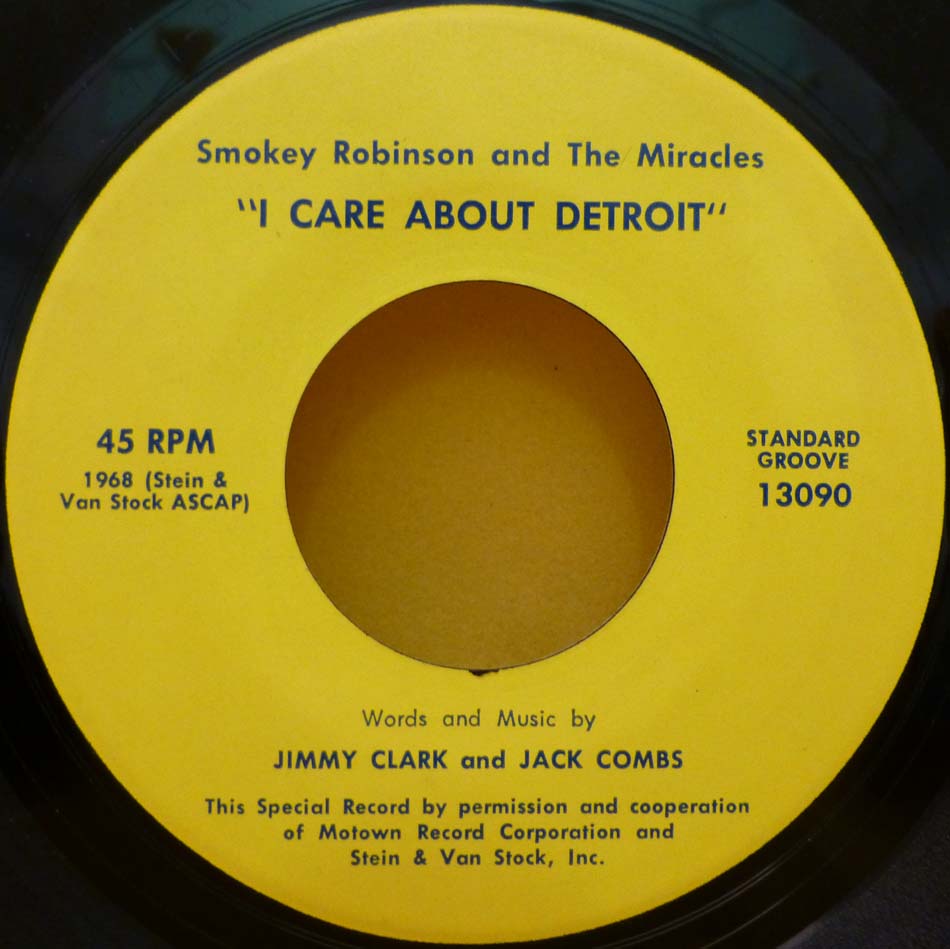 Smokey Robinson and The Miracles
"I CARE ABOUT DETROIT"
45 RPM
1968 (Stein &
Van Stock ASCAP)
STANDARD
GROOVE
13090
Words and Music by
JIMMY CLARK and JACK COMBS
This Special Record by permission and cooperation
of Motown Record Corporation and
Stein & Van Stock, Inc.